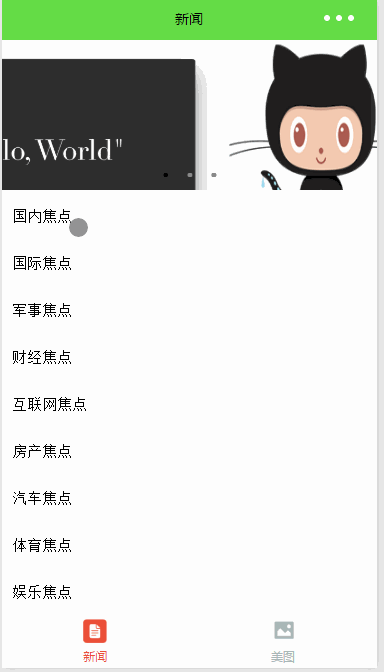 新闻
lo, World"
国内焦点
国际焦点
军事焦点
财经焦点
互联网焦点
房产焦点
汽车焦点
体育焦点
娱乐焦点
新闻
美图